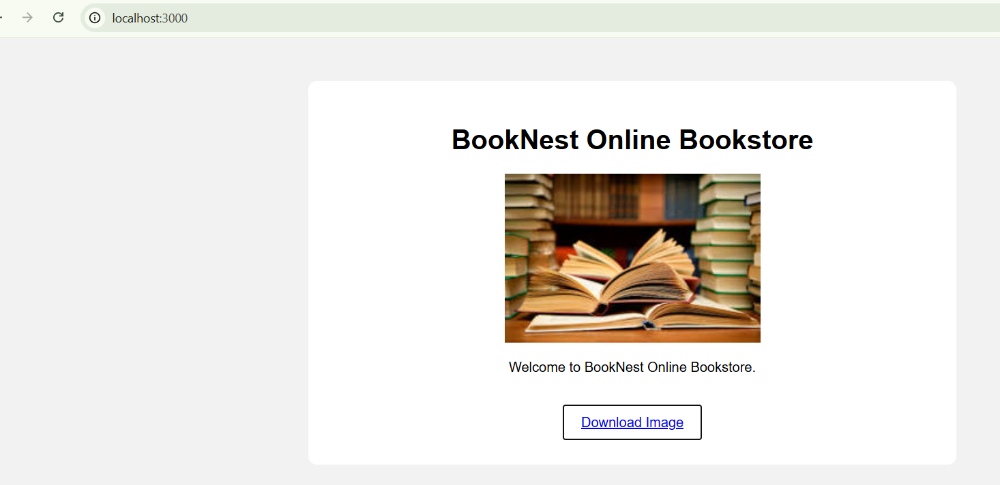 localhost:3000
BookNest Online Bookstore
Welcome to BookNest Online Bookstore.
Download Image